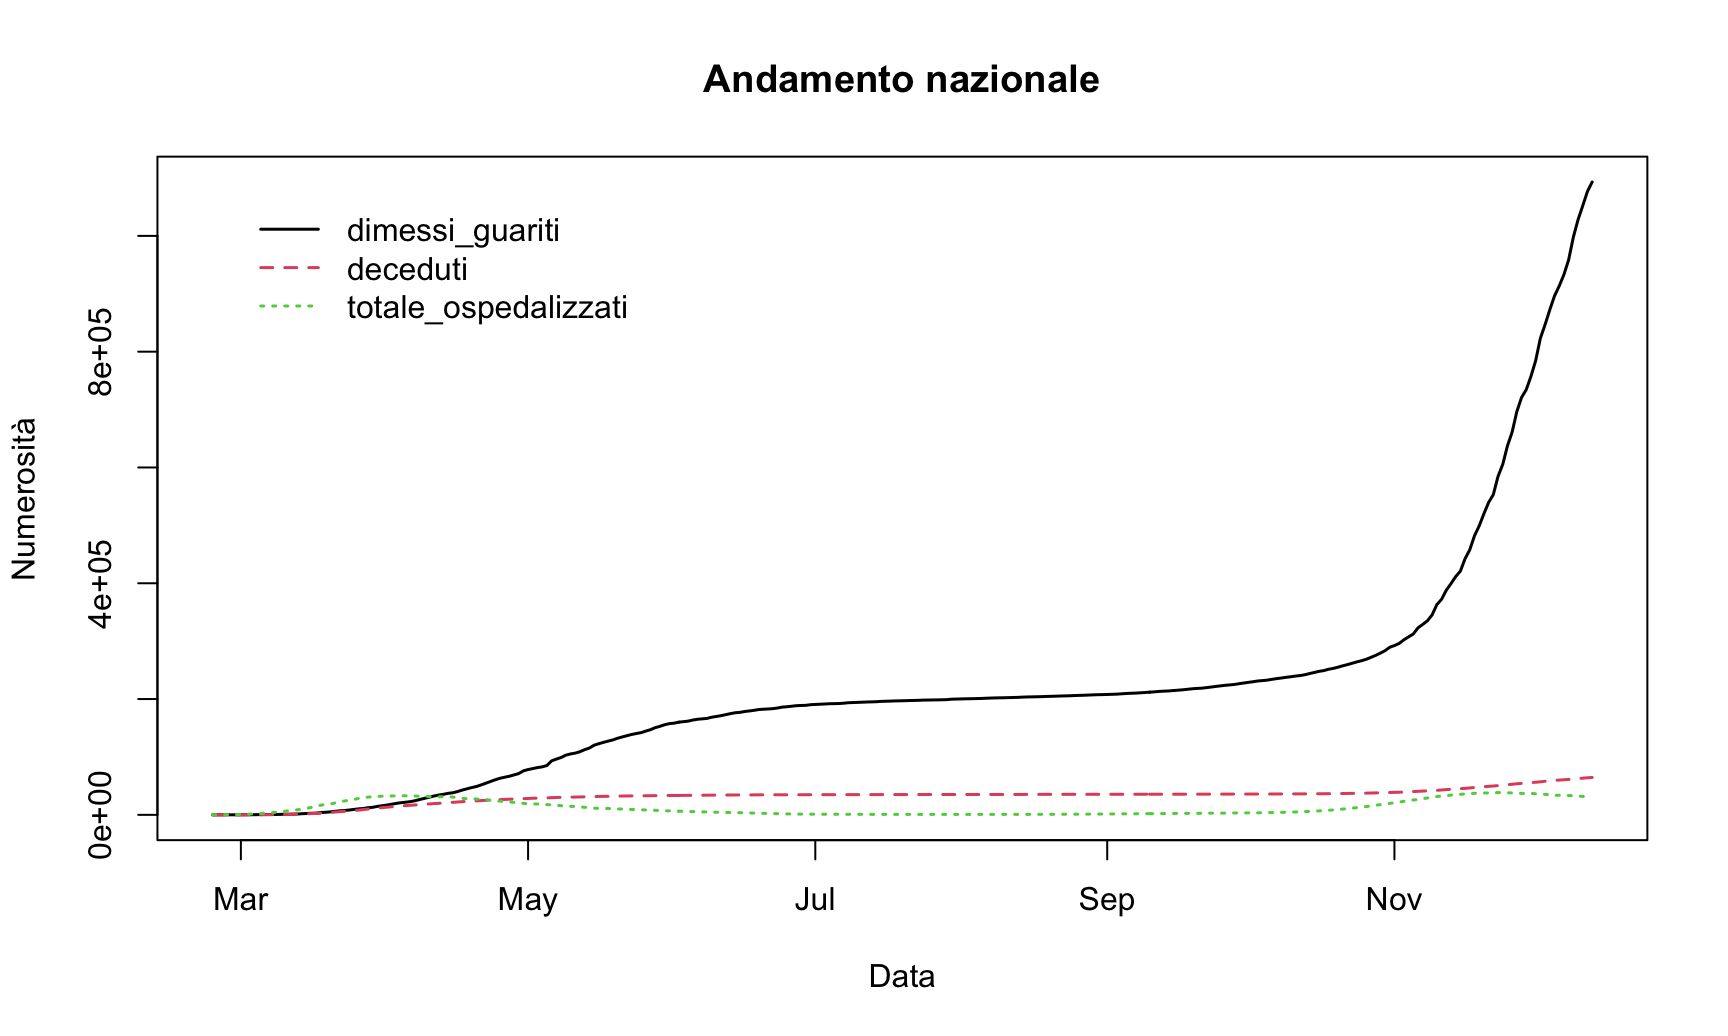 Andamento nazionale
dimessi_guariti
deceduti
totale_ospedalizzati
Numerosità
8e+05
4e+05
0e+00
Mar May Jul Sep Nov
Data